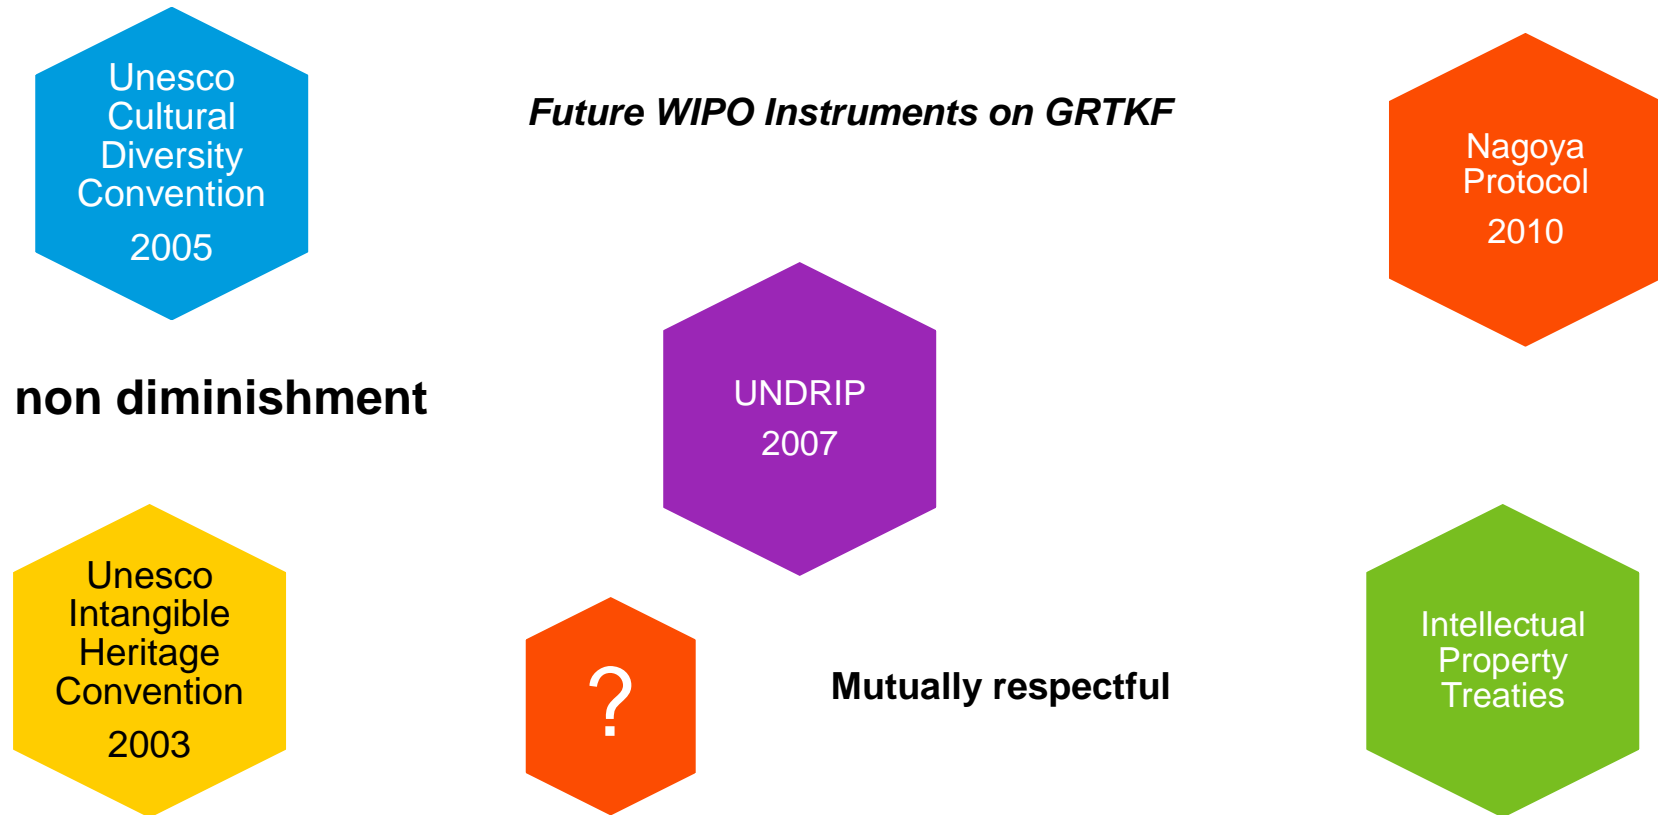 Unesco
Cultural
Diversity
Convention
2005
Future WIPO Instruments on GRTKF
Nagoya
Protocol
2010
non diminishment
UNDRIP
2007
Unesco
Intangible
Heritage
Convention
2003
?
Mutually respectful
Intellectual
Property
Treaties